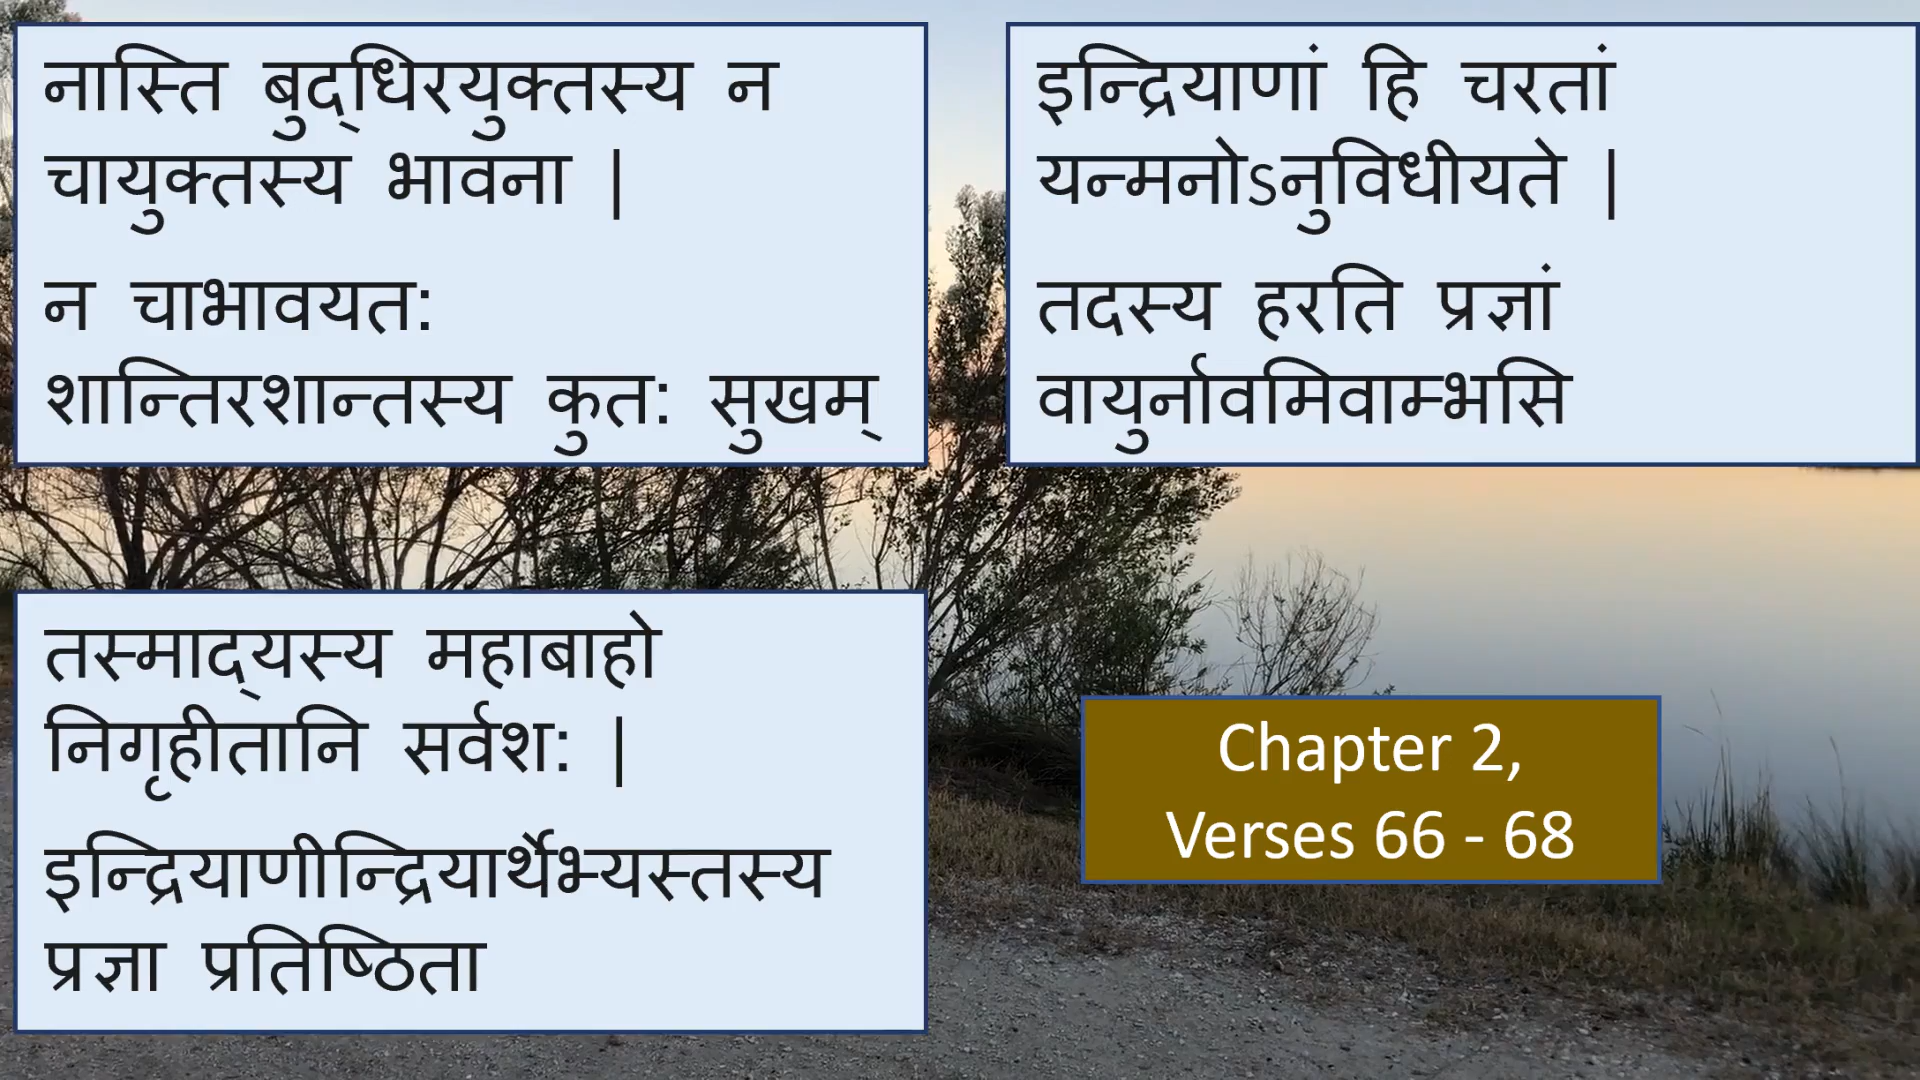 नास्ति बुद्‌धिरयुक्तस्य न
चायुक्तस्य भावना |
न चाभावयत:
शान्तिरशान्तस्य कुत: सुखम्
इन्द्रियाणां हि चरतां
यन्मनोऽनुविधीयते |
तदस्य हरति प्रज्ञां
वायुर्नावमिवाम्भसि
तस्माद्‌यस्य महाबाहो
निगृहीतानि सर्वश: |
इन्द्रियाणीन्द्रियार्थैभ्यस्तस्य
प्रज्ञा प्रतिष्ठिता
Chapter 2,
Verses 66 - 68